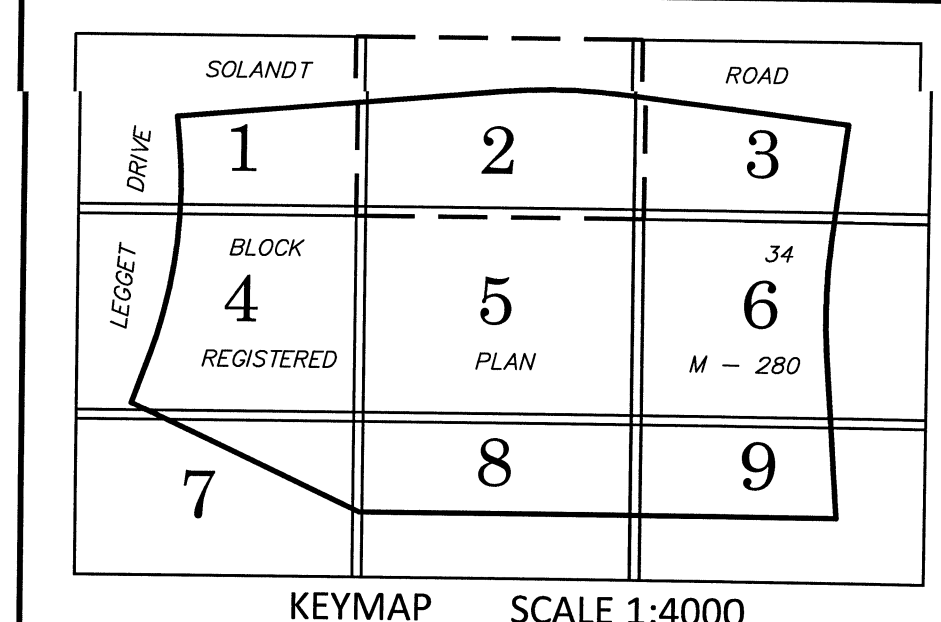 SOLANDT ROAD
DRIVE
1 2 3
LEGGET
BLOCK 34
4 5 6
REGISTERED PLAN M - 280
7 8 9
KEYMAP SCALE 1:4000